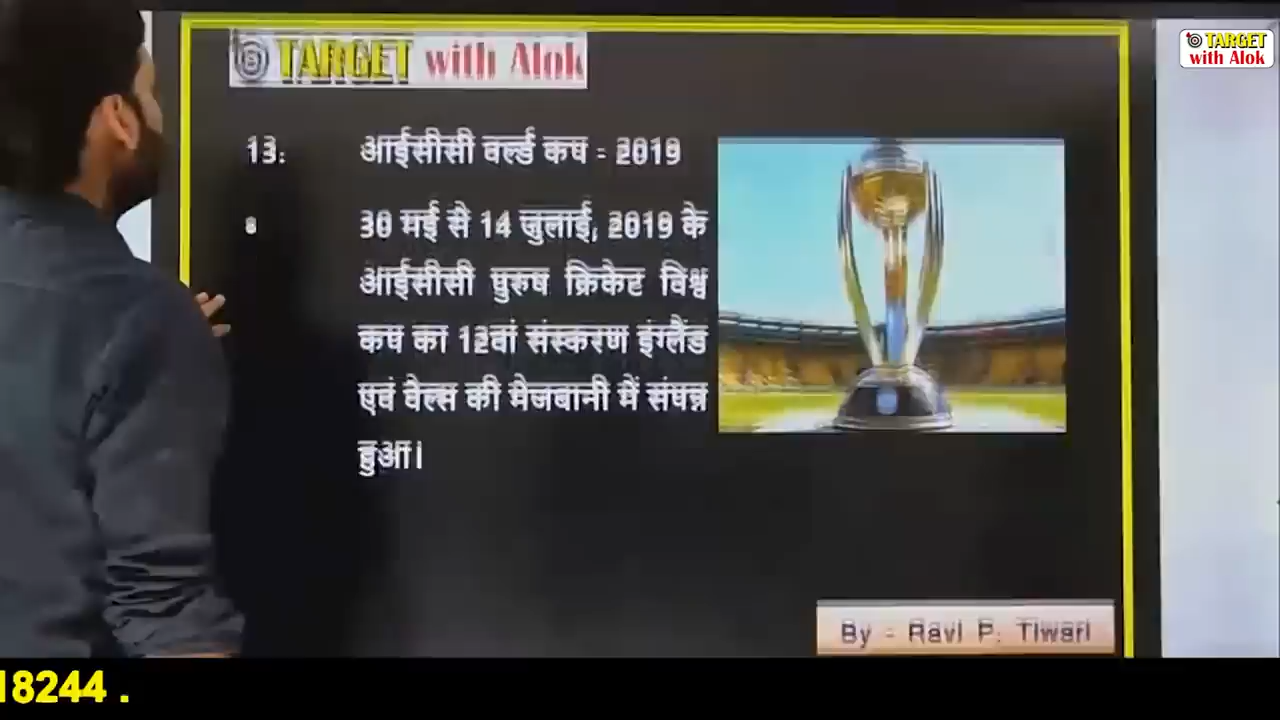 TARGET with Alok
TARGET
with Alok
13. आईसीसी वर्ल्ड कप - 2019
30 मई से 14 जुलाई, 2019 के
आईसीसी पुरुष क्रिकेट विश्व
कप का 12वां संस्करण इंग्लैंड
एवं वेल्स की मेजबानी में संपन्न
हुआ।
By - Ravi P. Tiwari
18244 .